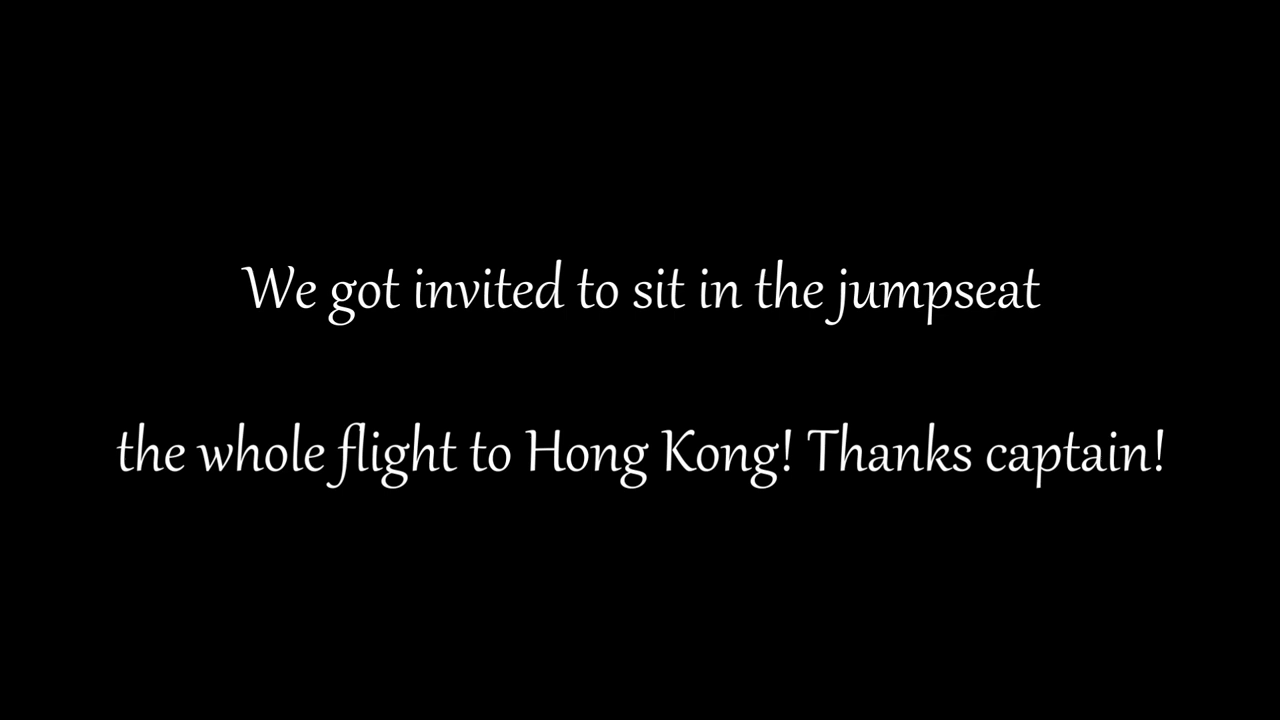 We got invited to sit in the jumpseat
the whole flight to Hong Kong! Thanks captain!